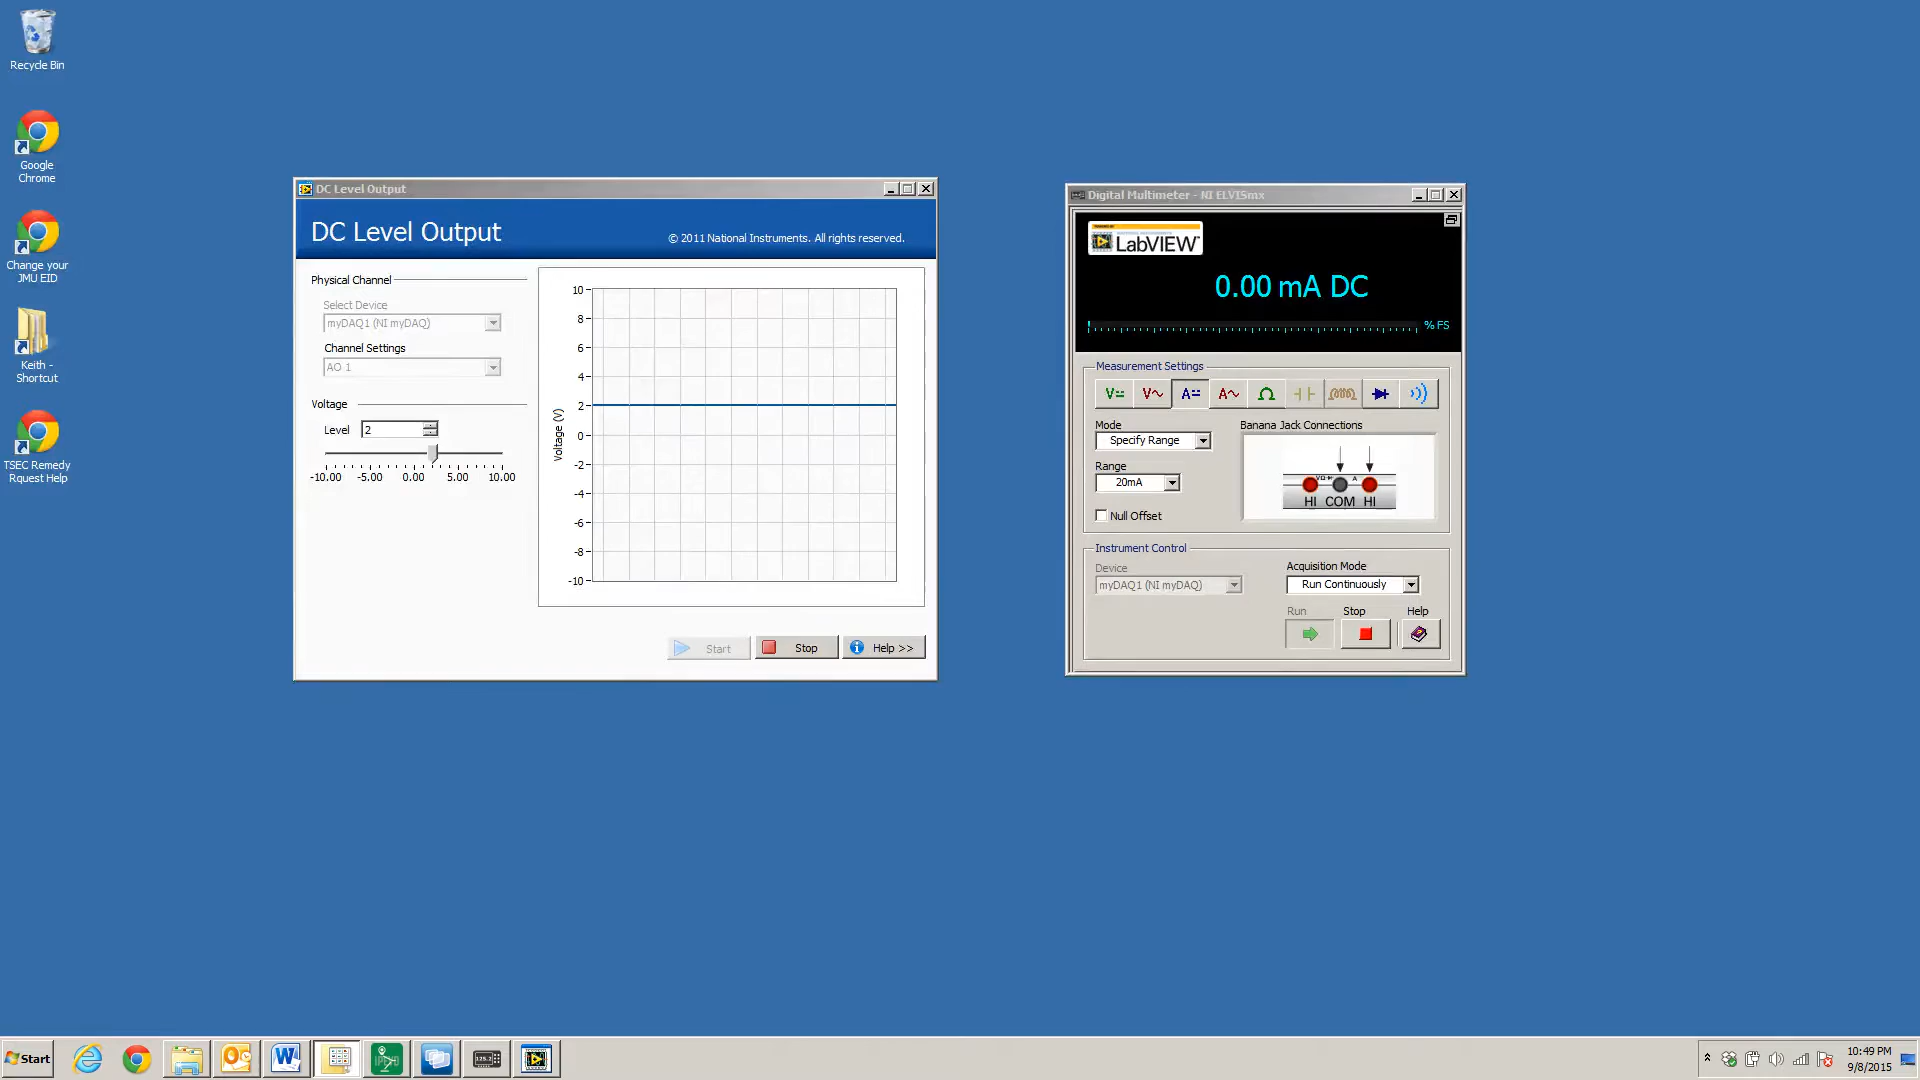 Recycle Bin
Google
Chrome
Change your
JMU EID
Keith -
Shortcut
TSEC Remedy
Rquest Help
DC Level Output
DC Level Output
© 2011 National Instruments. All rights reserved.
Physical Channel
Select Device
myDAQ1 (NI myDAQ)
Channel Settings
AO 1
Voltage
Level 2
-10.00 -5.00 0.00 5.00 10.00
Voltage (V)
10
8
6
4
2
0
-2
-4
-6
-8
-10
Start
Stop
Help >>
Digital Multimeter - NI ELVISmx
LabVIEW™
0.00 mA DC
% FS
Measurement Settings
V V A A Ω
Mode
Specify Range
Range
20mA
Null Offset
Banana Jack Connections
VΩ A
HI COM HI
Instrument Control
Device
myDAQ1 (NI myDAQ)
Acquisition Mode
Run Continuously
Run Stop Help
Start
125.2
10:49 PM
9/8/2015